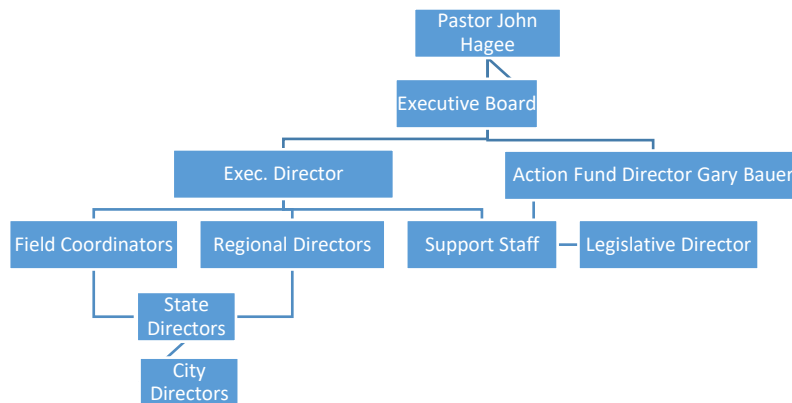 Pastor John
Hagee
Executive Board
Exec. Director
Action Fund Director Gary Bauer
Field Coordinators
Regional Directors
Support Staff
Legislative Director
State
Directors
City
Directors